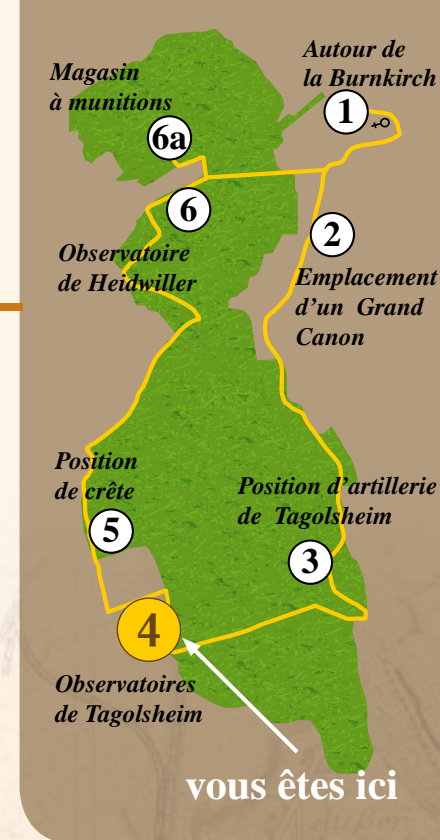 Magasin
à munitions
6a
Autour de
la Burnkirch
1
6
Observatoire
de Heidwiller
2
Emplacement
d'un Grand
Canon
Position
de crête
5
Position d'artillerie
de Tagolsheim
3
4
Observatoires
de Tagolsheim
vous êtes ici